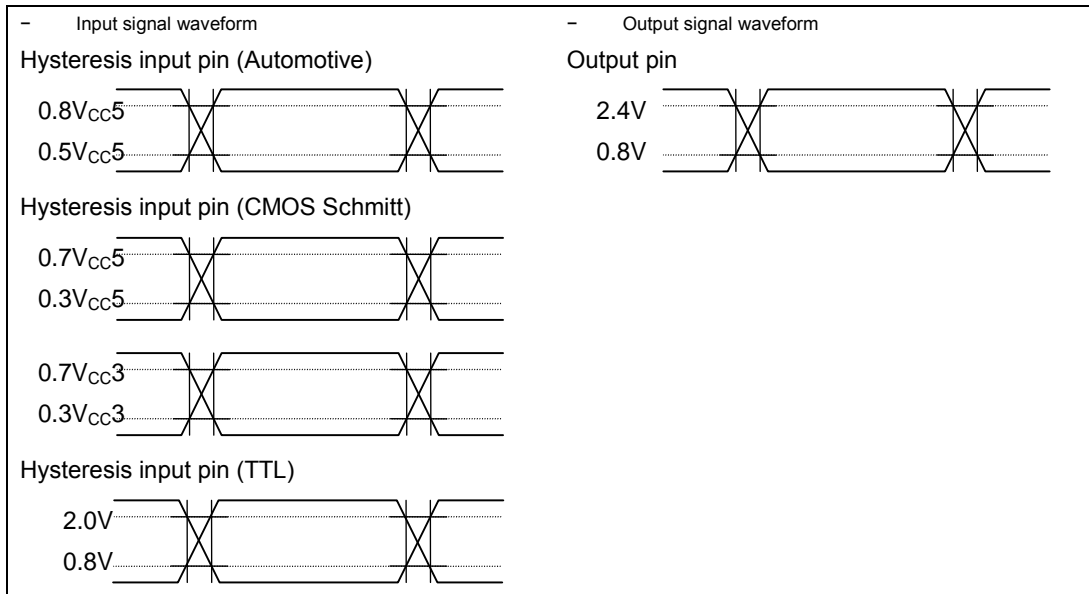 − Input signal waveform
Hysteresis input pin (Automotive)
0.8VCC5
0.5VCC5
Hysteresis input pin (CMOS Schmitt)
0.7VCC5
0.3VCC5
0.7VCC3
0.3VCC3
Hysteresis input pin (TTL)
2.0V
0.8V
− Output signal waveform
Output pin
2.4V
0.8V